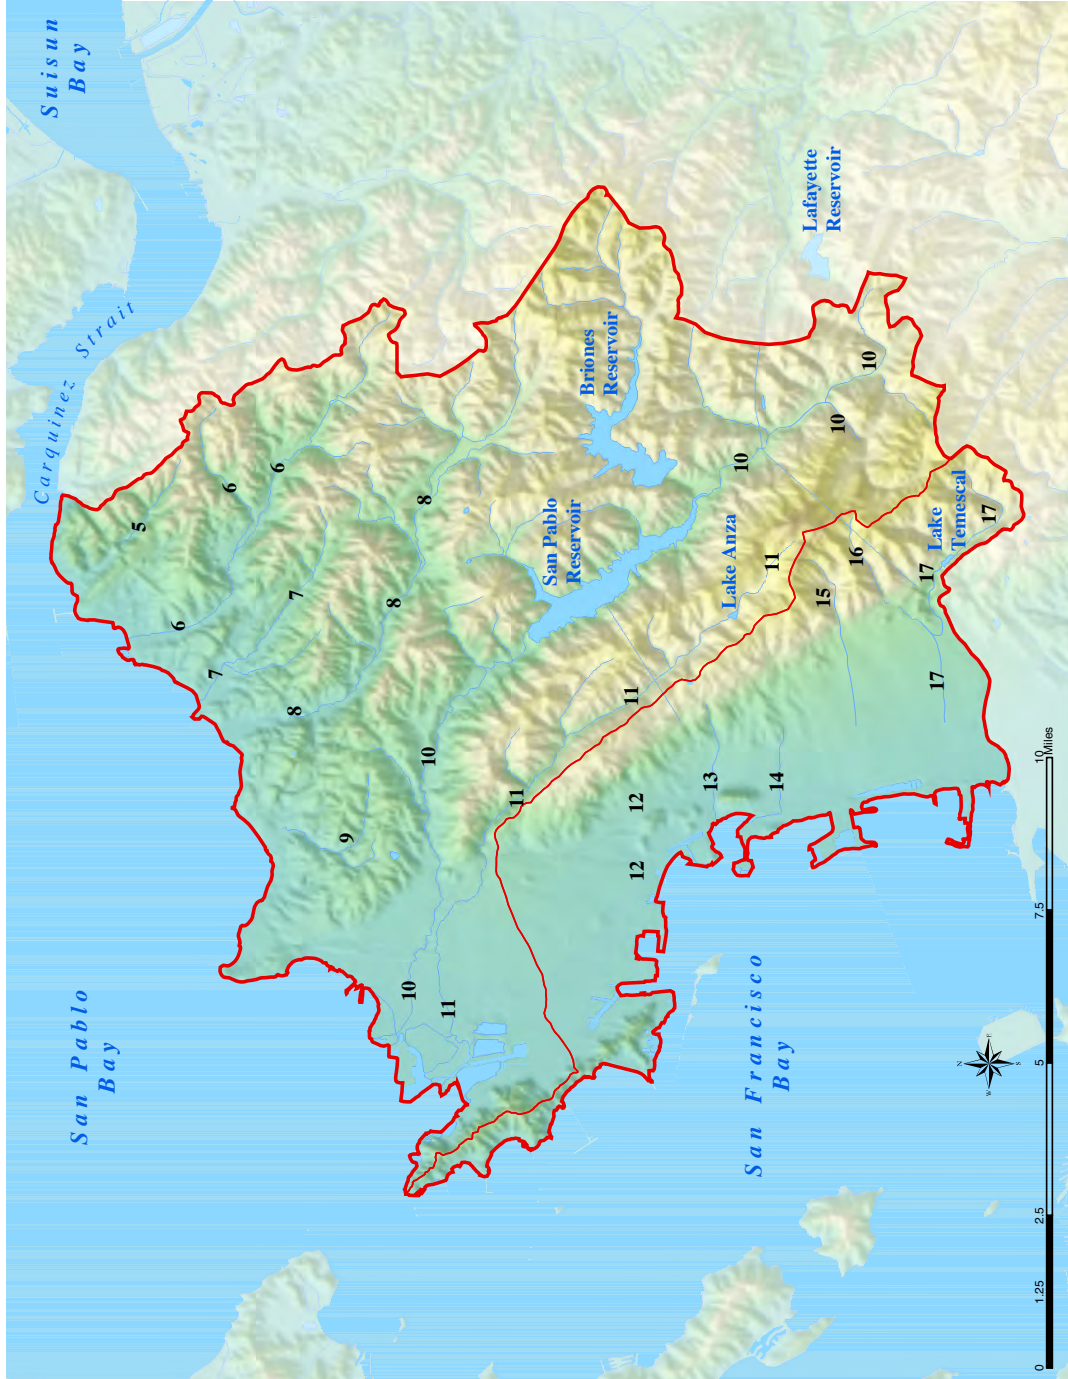 Suisun
Bay
Carquinez Strait
San Pablo
Bay
San Francisco
Bay
Briones
Reservoir
San Pablo
Reservoir
Lafayette
Reservoir
Lake Anza
Lake
Temescal
5
6
6
6
7
7
8
8
8
9
10
10
10
10
10
11
11
11
11
12
12
13
14
15
16
17
17
17
N
E
S
W
0
1.25
2.5
5
7.5
10
Miles